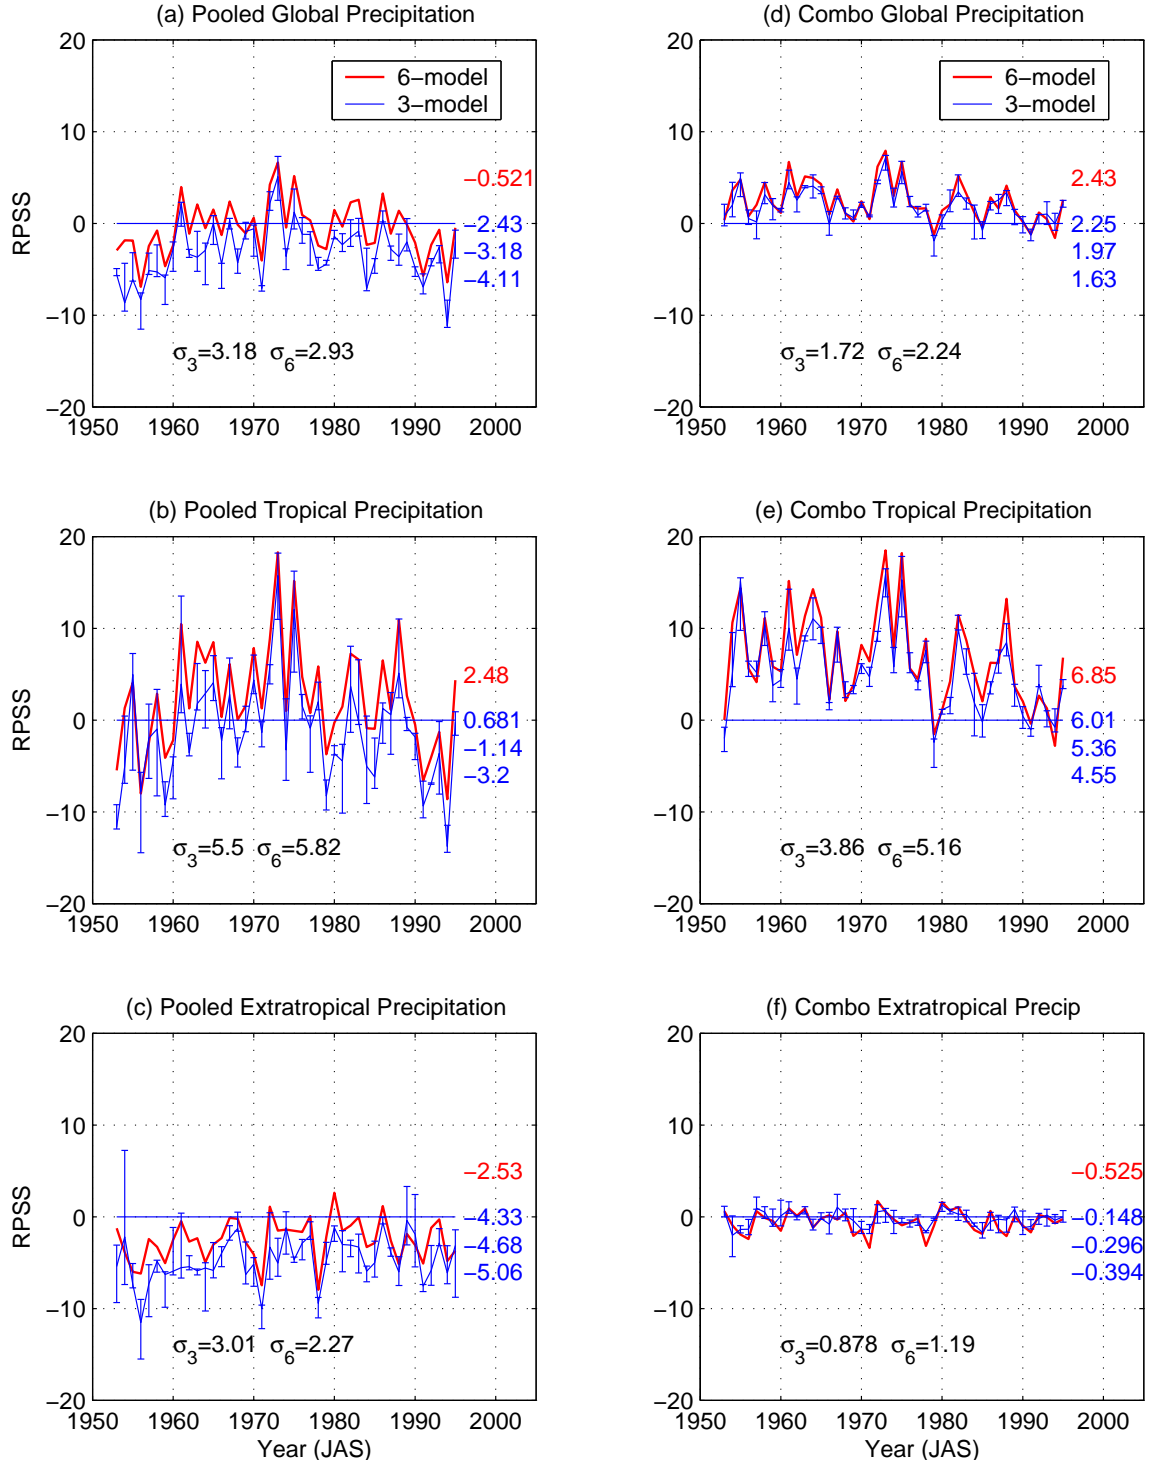 (a) Pooled Global Precipitation
20
10
0
−10
−20
RPSS
6−model
3−model
−0.521
−2.43
−3.18
−4.11
σ3=3.18 σ6=2.93
1950 1960 1970 1980 1990 2000
(d) Combo Global Precipitation
20
10
0
−10
−20
6−model
3−model
2.43
2.25
1.97
1.63
σ3=1.72 σ6=2.24
1950 1960 1970 1980 1990 2000
(b) Pooled Tropical Precipitation
20
10
0
−10
−20
RPSS
2.48
0.681
−1.14
−3.2
σ3=5.5 σ6=5.82
1950 1960 1970 1980 1990 2000
(e) Combo Tropical Precipitation
20
10
0
−10
−20
6.85
6.01
5.36
4.55
σ3=3.86 σ6=5.16
1950 1960 1970 1980 1990 2000
(c) Pooled Extratropical Precipitation
20
10
0
−10
−20
RPSS
−2.53
−4.33
−4.68
−5.06
σ3=3.01 σ6=2.27
1950 1960 1970 1980 1990 2000
Year (JAS)
(f) Combo Extratropical Precip
20
10
0
−10
−20
−0.525
−0.148
−0.296
−0.394
σ3=0.878 σ6=1.19
1950 1960 1970 1980 1990 2000
Year (JAS)